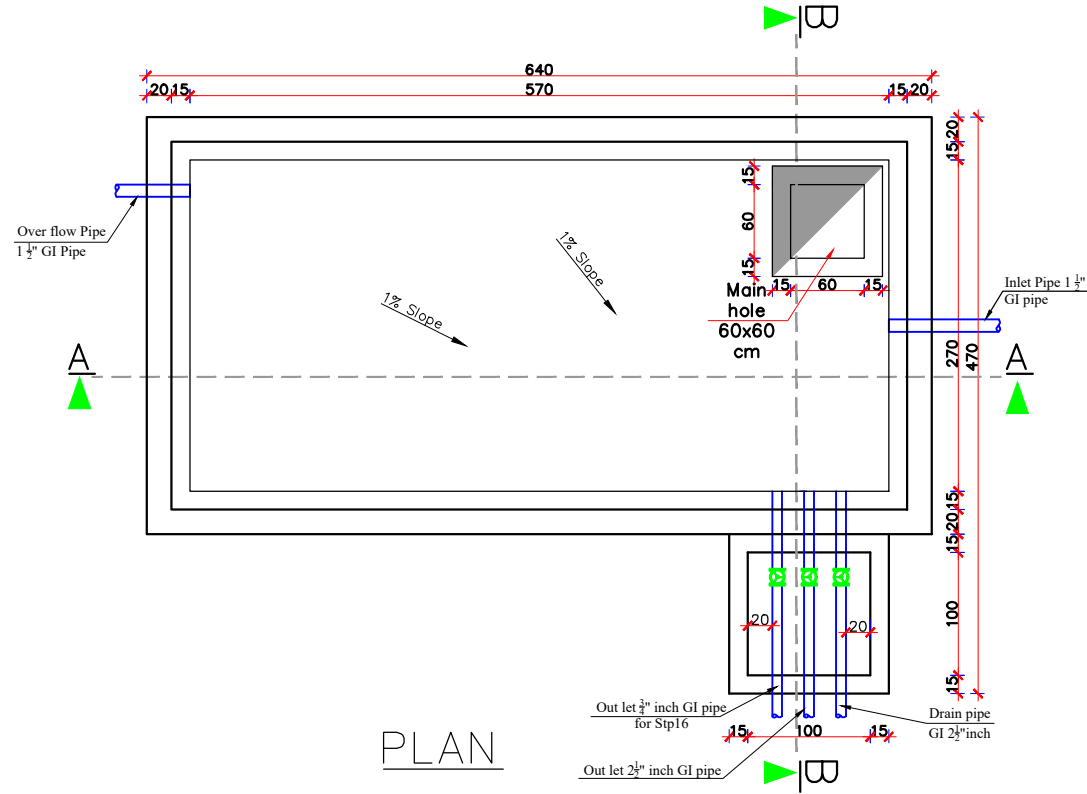 B
640
20 15 570 15 20
20
15
15
60
15
15 60 15
Main
hole
60x60
cm
Over flow Pipe
1 1/2" GI Pipe
1% Slope
1% Slope
Inlet Pipe 1 1/2"
GI pipe
A
A
270
470
15
20
15
100
15
20
20
Out let 3/4" inch GI pipe
for Stp16
Drain pipe
GI 2 1/2"inch
15 100 15
PLAN
Out let 2 1/2" inch GI pipe
B